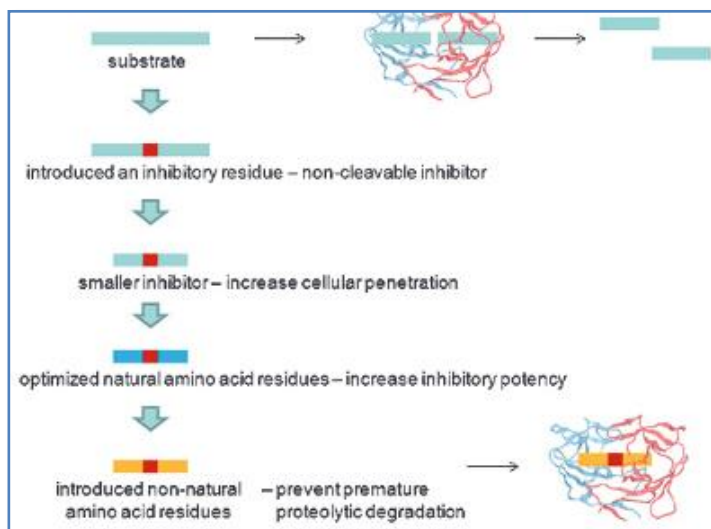 substrate
introduced an inhibitory residue – non-cleavable inhibitor
smaller inhibitor – increase cellular penetration
optimized natural amino acid residues – increase inhibitory potency
introduced non-natural – prevent premature
amino acid residues proteolytic degradation